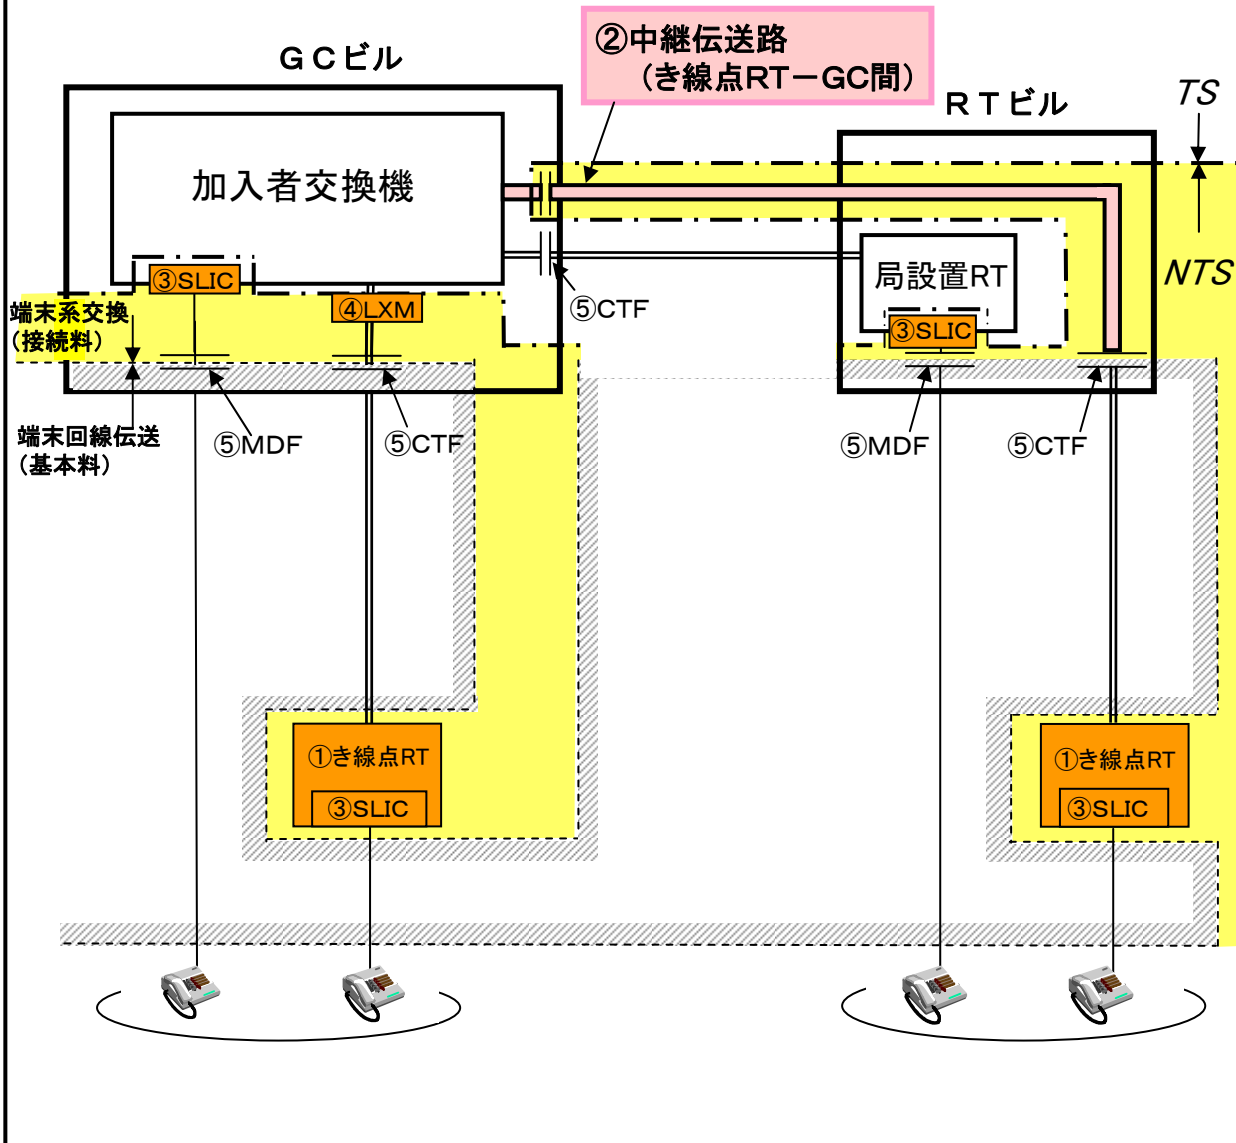 ②中継伝送路
(き線点RT－GC間)
ＧＣビル
ＲＴビル
TS
NTS
加入者交換機
③SLIC
④LXM
局設置RT
③SLIC
⑤CTF
端末系交換
(接続料)
端末回線伝送
(基本料)
⑤MDF
⑤CTF
⑤MDF
⑤CTF
①き線点RT
③SLIC
①き線点RT
③SLIC